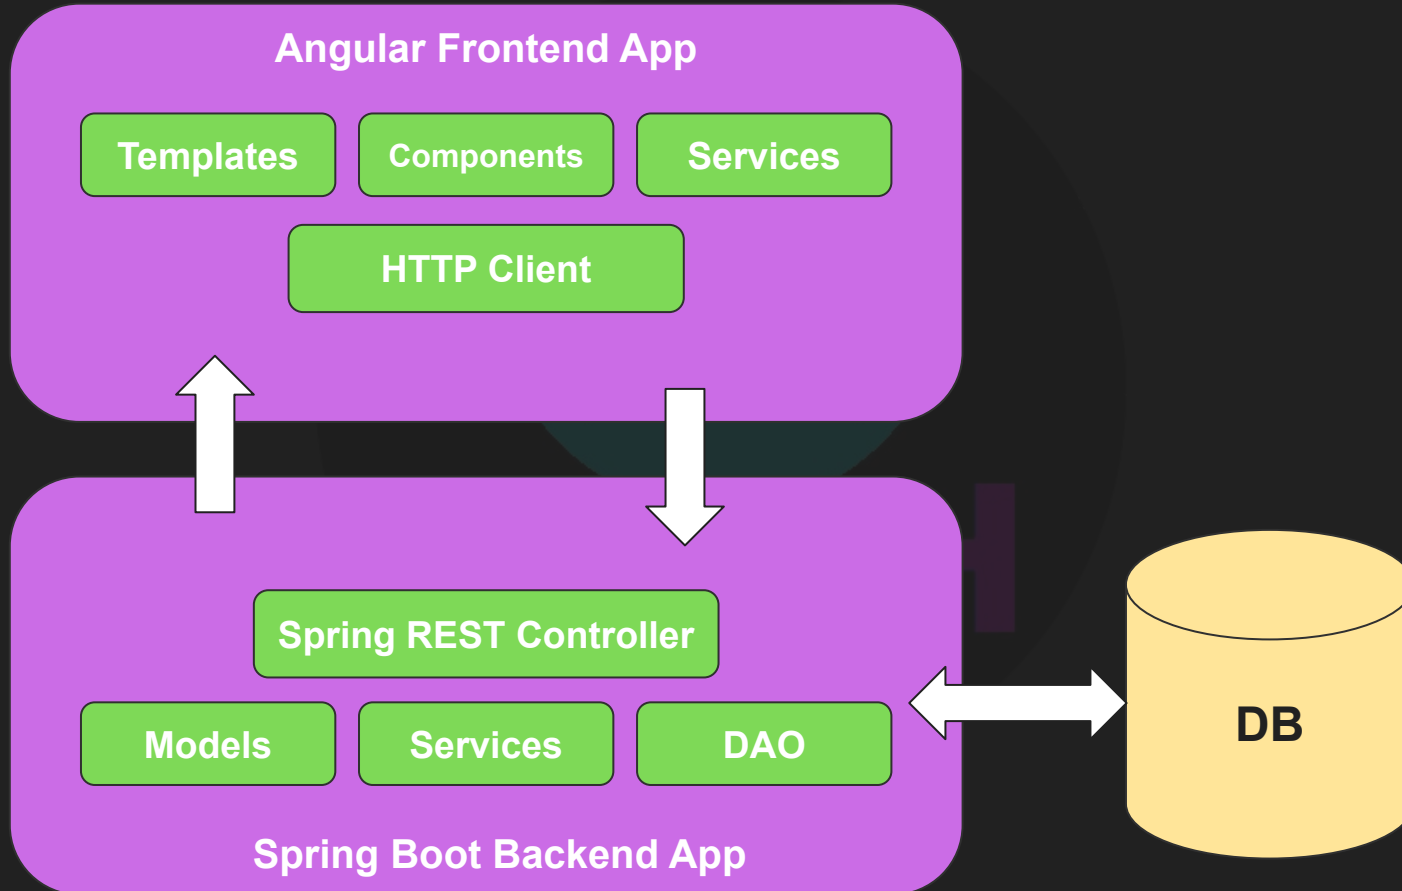 Angular Frontend App
Templates
Components
Services
HTTP Client
Spring REST Controller
Models
Services
DAO
DB
Spring Boot Backend App